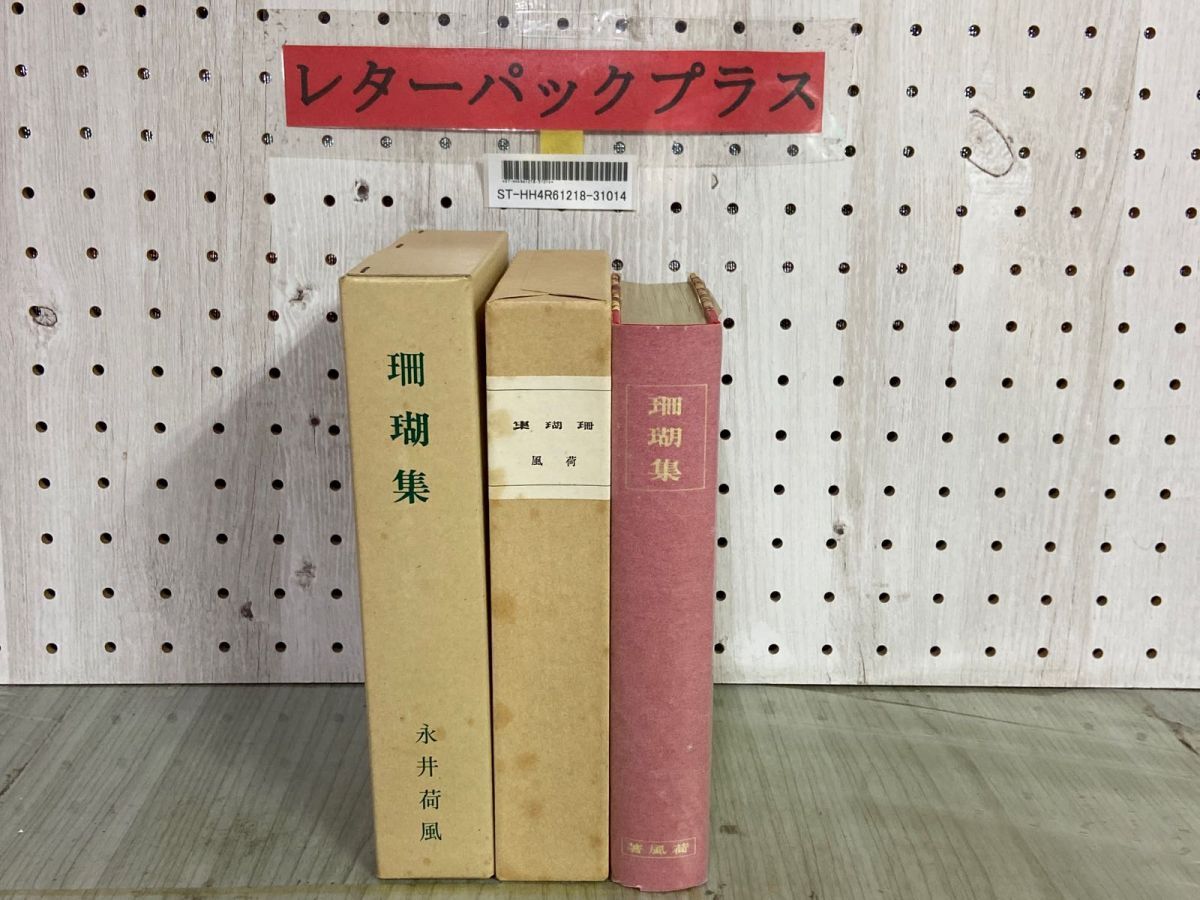 レターパックプラス
ST-HH4R61218-31014
珊瑚集
永井荷風
集瑚珊
風荷
珊瑚集
著風荷